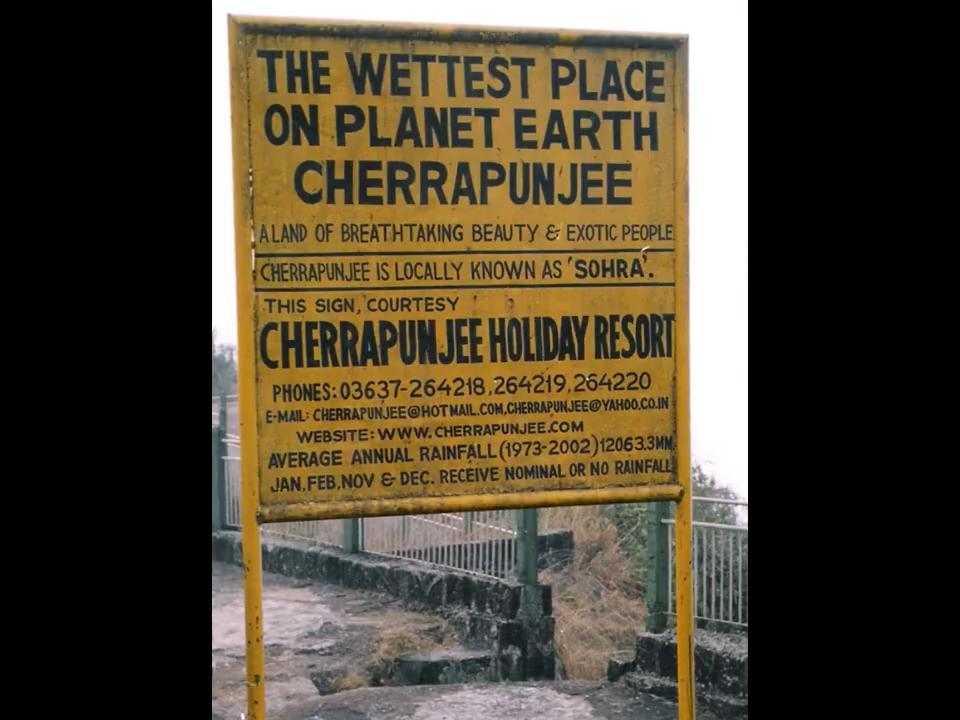 THE WETTEST PLACE
ON PLANET EARTH
CHERRAPUNJEE
A LAND OF BREATHTAKING BEAUTY & EXOTIC PEOPLE
CHERRAPUNJEE IS LOCALLY KNOWN AS 'SOHRA'.
THIS SIGN, COURTESY
CHERRAPUNJEE HOLIDAY RESORT
PHONES: 03637-264218, 264219, 264220
E-MAIL: CHERRAPUNJEE@HOTMAIL.COM,CHERRAPUNJEE@YAHOO.CO.IN
WEBSITE: WWW.CHERRAPUNJEE.COM
AVERAGE ANNUAL RAINFALL (1973-2002) 12063.3MM
JAN, FEB, NOV & DEC. RECEIVE NOMINAL OR NO RAINFALL